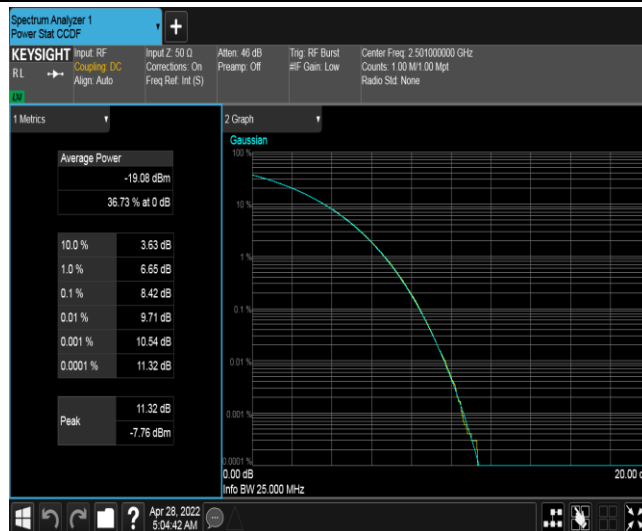 Spectrum Analyzer 1
Power Stat CCDF
+
KEYSIGHT
RL
LV
Input: RF
Coupling: DC
Align: Auto
Input Z: 50 Ω
Corrections: On
Freq Ref: Int (S)
Atten: 46 dB
Preamp: Off
Trig: RF Burst
#IF Gain: Low
Center Freq: 2.501000000 GHz
Counts: 1.00 M/1.00 Mpt
Radio Std: None
1 Metrics
Average Power
-19.08 dBm
36.73 % at 0 dB
10.0 % 3.63 dB
1.0 % 6.65 dB
0.1 % 8.42 dB
0.01 % 9.71 dB
0.001 % 10.54 dB
0.0001 % 11.32 dB
Peak
11.32 dB
-7.76 dBm
2 Graph
Gaussian
100 %
10 %
1 %
0.1 %
0.01 %
0.001 %
0.0001 %
0.00 dB
20.00
Info BW 25.000 MHz
?
Apr 28, 2022
5:04:42 AM